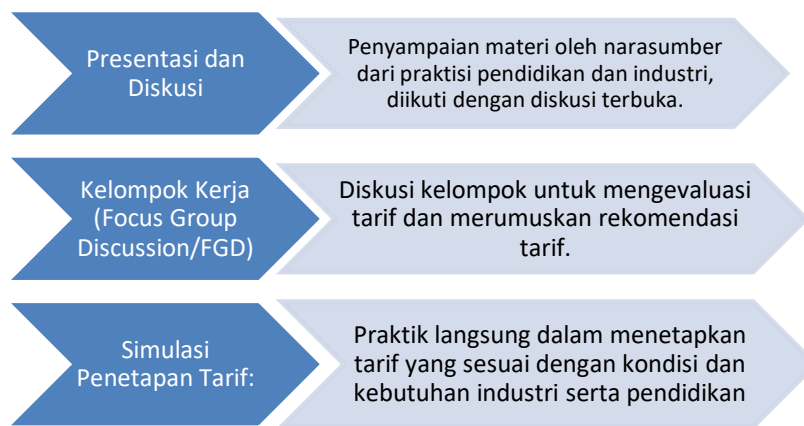 Presentasi dan
Diskusi
Penyampaian materi oleh narasumber
dari praktisi pendidikan dan industri,
diikuti dengan diskusi terbuka.
Kelompok Kerja
(Focus Group
Discussion/FGD)
Diskusi kelompok untuk mengevaluasi
tarif dan merumuskan rekomendasi
tarif.
Simulasi
Penetapan Tarif:
Praktik langsung dalam menetapkan
tarif yang sesuai dengan kondisi dan
kebutuhan industri serta pendidikan